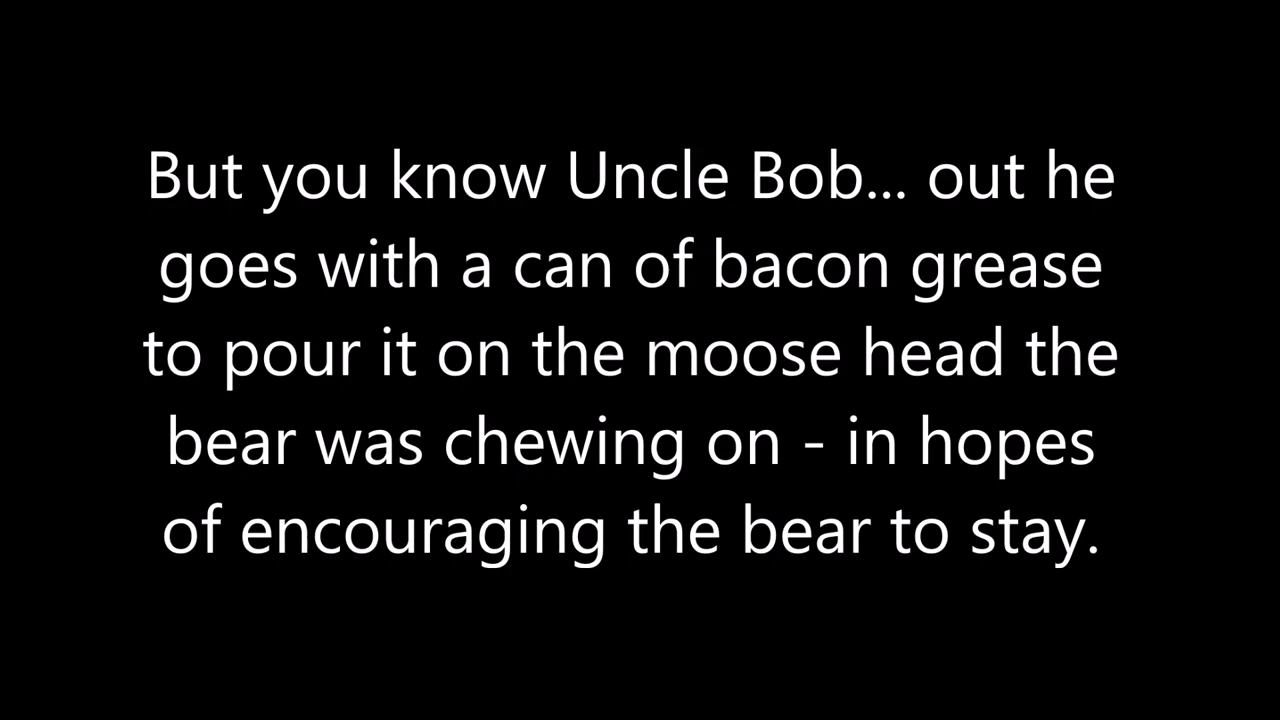 But you know Uncle Bob... out he
goes with a can of bacon grease
to pour it on the moose head the
bear was chewing on - in hopes
of encouraging the bear to stay.